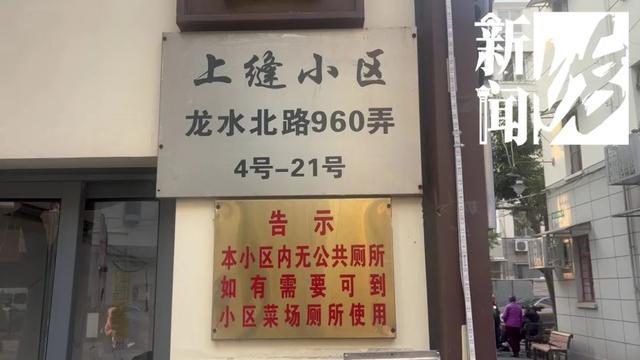 上缝小区
龙水北路960弄
4号-21号
告示
本小区内无公共厕所
如有需要可到
小区菜场厕所使用
新闻